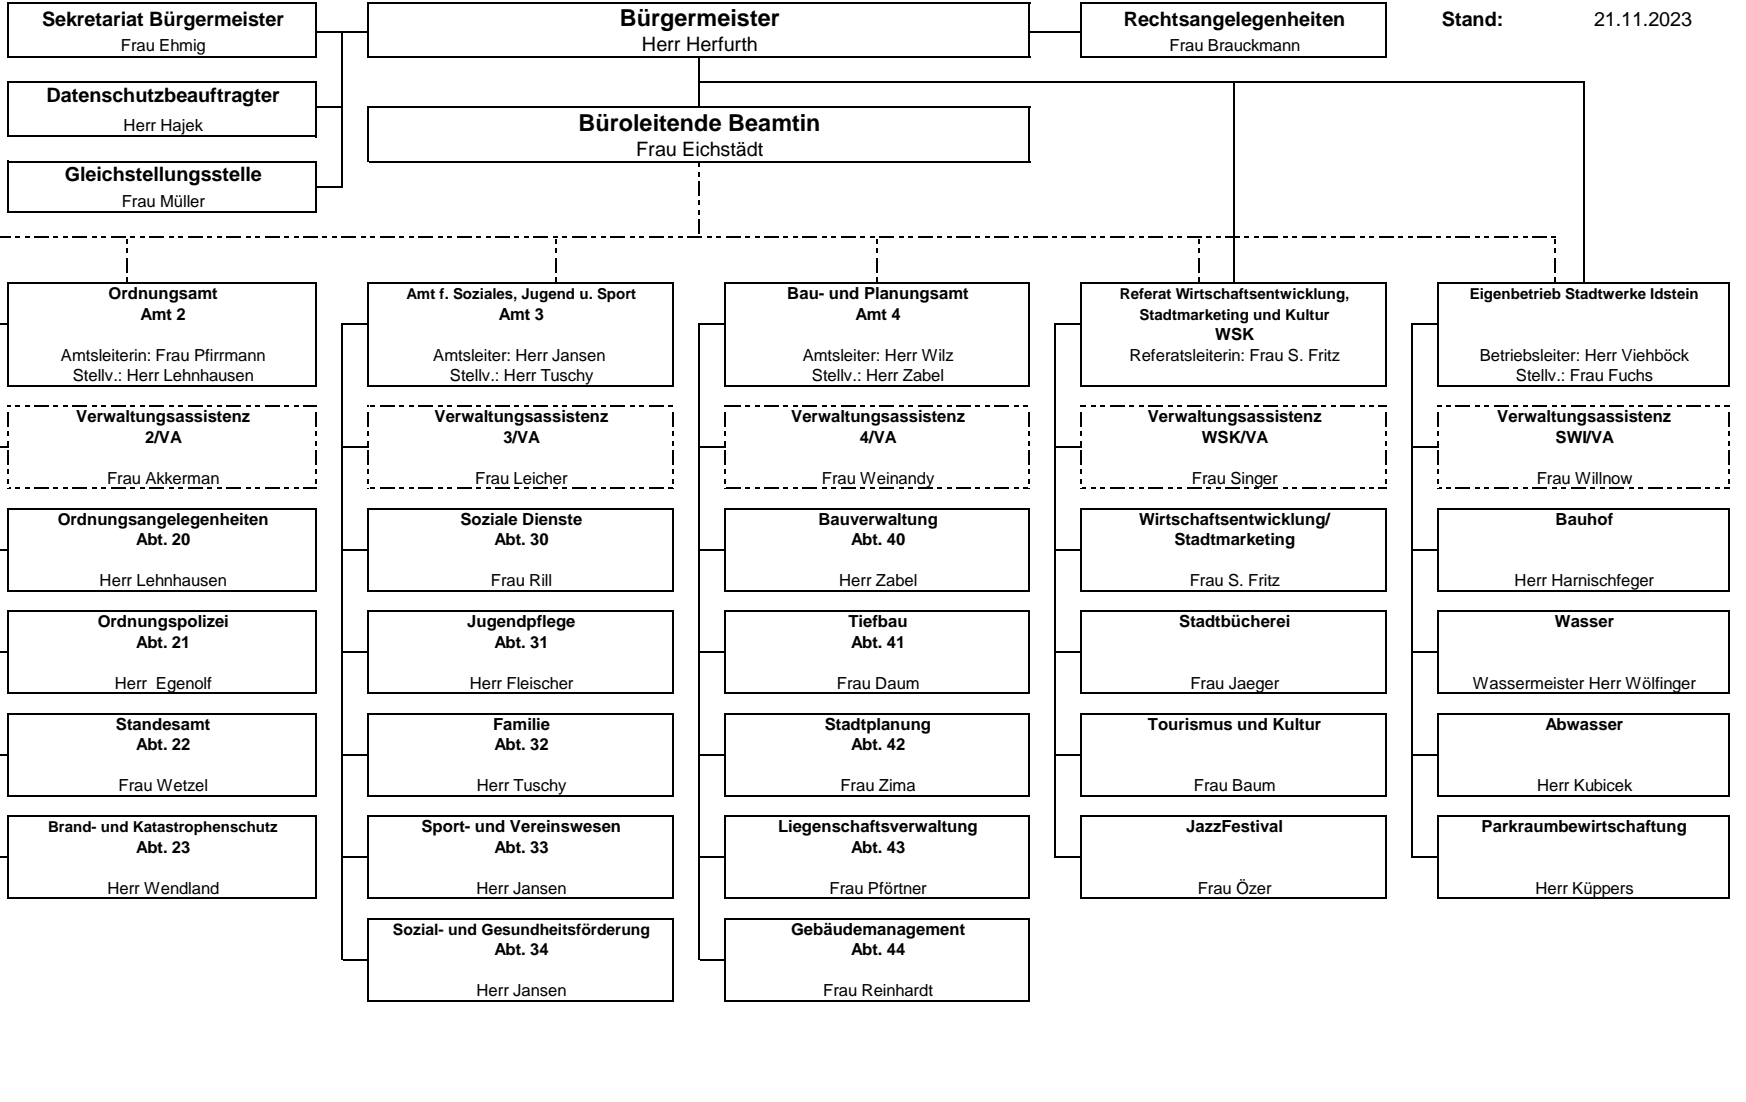 Sekretariat Bürgermeister
Frau Ehmig
Bürgermeister
Herr Herfurth
Rechtsangelegenheiten
Frau Brauckmann
Stand: 21.11.2023
Datenschutzbeauftragter
Herr Hajek
Büroleitende Beamtin
Frau Eichstädt
Gleichstellungsstelle
Frau Müller
Ordnungsamt
Amt 2
Amtsleiterin: Frau Pfirrmann
Stellv.: Herr Lehnhausen
Verwaltungsassistenz
2/VA
Frau Akkerman
Ordnungsangelegenheiten
Abt. 20
Herr Lehnhausen
Ordnungspolizei
Abt. 21
Herr Egenolf
Standesamt
Abt. 22
Frau Wetzel
Brand- und Katastrophenschutz
Abt. 23
Herr Wendland
Amt f. Soziales, Jugend u. Sport
Amt 3
Amtsleiter: Herr Jansen
Stellv.: Herr Tuschy
Verwaltungsassistenz
3/VA
Frau Leicher
Soziale Dienste
Abt. 30
Frau Rill
Jugendpflege
Abt. 31
Herr Fleischer
Familie
Abt. 32
Herr Tuschy
Sport- und Vereinswesen
Abt. 33
Herr Jansen
Sozial- und Gesundheitsförderung
Abt. 34
Herr Jansen
Bau- und Planungsamt
Amt 4
Amtsleiter: Herr Wilz
Stellv.: Herr Zabel
Verwaltungsassistenz
4/VA
Frau Weinandy
Bauverwaltung
Abt. 40
Herr Zabel
Tiefbau
Abt. 41
Frau Daum
Stadtplanung
Abt. 42
Frau Zima
Liegenschaftsverwaltung
Abt. 43
Frau Pförtner
Gebäudemanagement
Abt. 44
Frau Reinhardt
Referat Wirtschaftsentwicklung,
Stadtmarketing und Kultur
WSK
Referatsleiterin: Frau S. Fritz
Verwaltungsassistenz
WSK/VA
Frau Singer
Wirtschaftsentwicklung/
Stadtmarketing
Frau S. Fritz
Stadtbücherei
Frau Jaeger
Tourismus und Kultur
Frau Baum
JazzFestival
Frau Özer
Eigenbetrieb Stadtwerke Idstein
Betriebsleiter: Herr Viehböck
Stellv.: Frau Fuchs
Verwaltungsassistenz
SWI/VA
Frau Willnow
Bauhof
Herr Harnischfeger
Wasser
Wassermeister Herr Wölfinger
Abwasser
Herr Kubicek
Parkraumbewirtschaftung
Herr Küppers